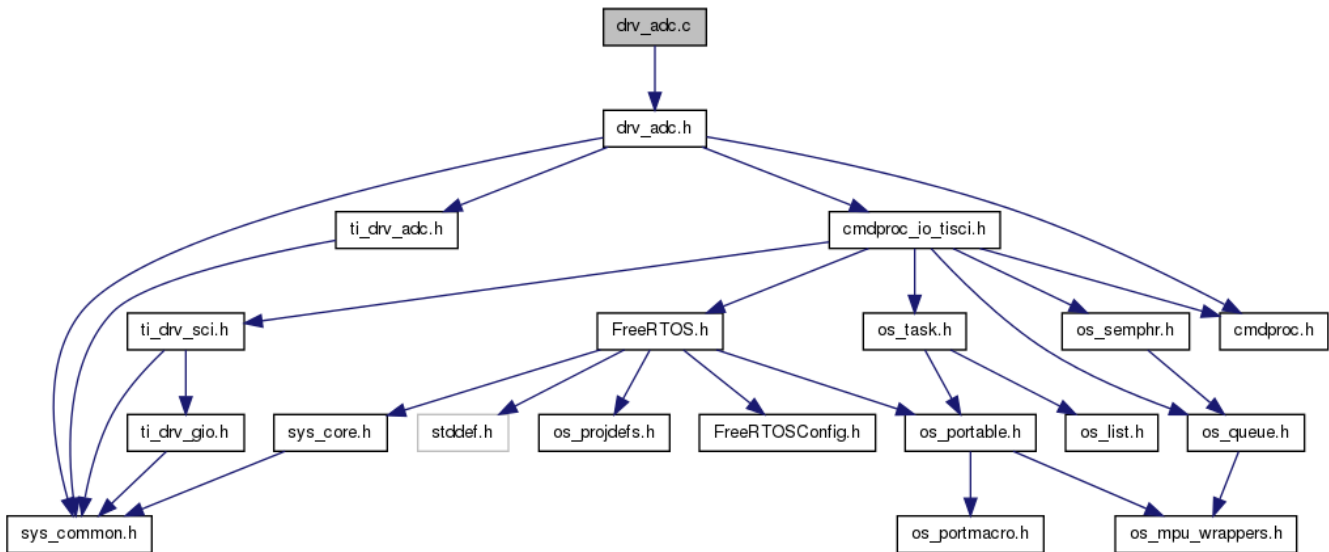 drv_adc.c
drv_adc.h
ti_drv_adc.h
cmdproc_io_tisci.h
ti_drv_sci.h
FreeRTOS.h
os_task.h
os_semphr.h
cmdproc.h
ti_drv_gio.h
sys_core.h
stddef.h
os_projdefs.h
FreeRTOSConfig.h
os_portable.h
os_list.h
os_queue.h
sys_common.h
os_portmacro.h
os_mpu_wrappers.h